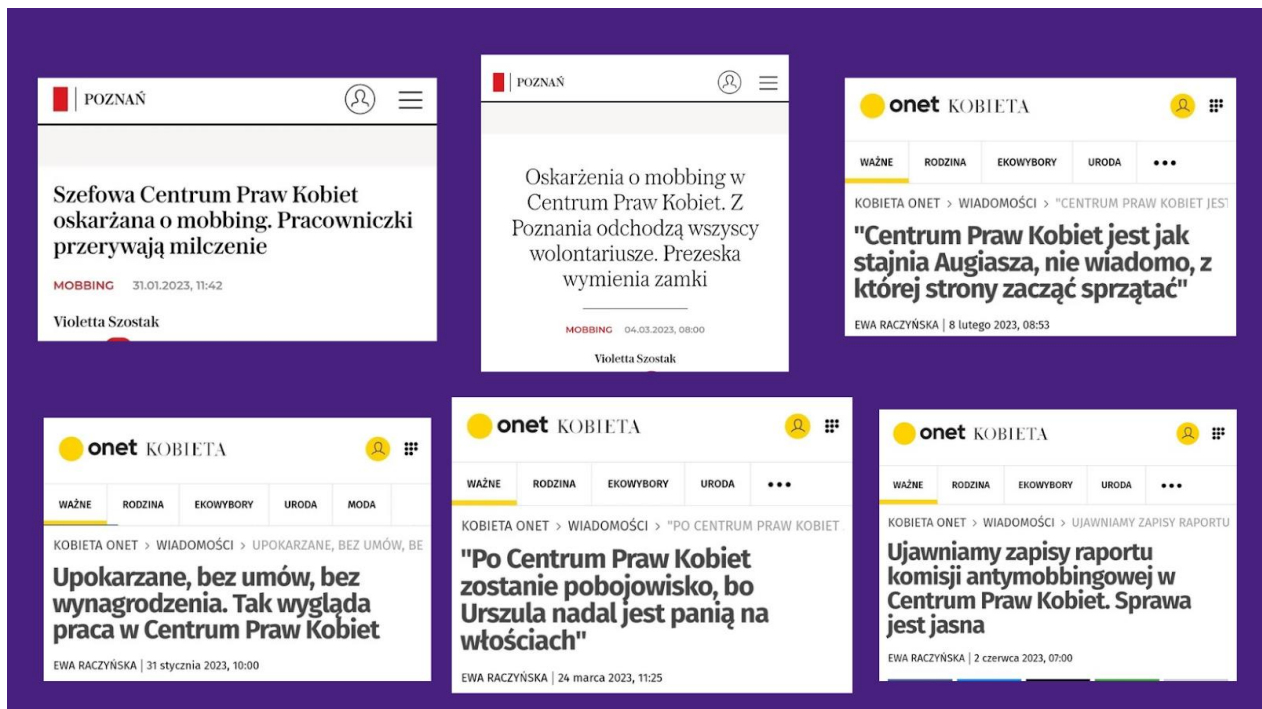 POZNAŃ
Szefowa Centrum Praw Kobiet
oskarżana o mobbing. Pracowniczki
przerywają milczenie
MOBBING 31.01.2023, 11:42
Violetta Szostak
POZNAŃ
Oskarżenia o mobbing w
Centrum Praw Kobiet. Z
Poznania odchodzą wszyscy
wolontariusze. Prezeska
wymienia zamki
MOBBING 04.03.2023, 08:00
Violetta Szostak
onet KOBIETA
WAŻNE RODZINA EKOWYBORY URODA •••
KOBIETA ONET > WIADOMOŚCI > "CENTRUM PRAW KOBIET JEST
"Centrum Praw Kobiet jest jak
stajnia Augiasza, nie wiadomo, z
której strony zacząć sprzątać"
EWA RACZYŃSKA | 8 lutego 2023, 08:53
onet KOBIETA
WAŻNE RODZINA EKOWYBORY URODA MODA
KOBIETA ONET > WIADOMOŚCI > UPOKARZANE, BEZ UMÓW, BE
Upokarzane, bez umów, bez
wynagrodzenia. Tak wygląda
praca w Centrum Praw Kobiet
EWA RACZYŃSKA | 31 stycznia 2023, 10:00
onet KOBIETA
WAŻNE RODZINA EKOWYBORY URODA •••
KOBIETA ONET > WIADOMOŚCI > "PO CENTRUM PRAW KOBIET
"Po Centrum Praw Kobiet
zostanie pobojowisko, bo
Urszula nadal jest panią na
włościach"
EWA RACZYŃSKA | 24 marca 2023, 11:25
onet KOBIETA
WAŻNE RODZINA EKOWYBORY URODA •••
KOBIETA ONET > WIADOMOŚCI > UJAWNIAMY ZAPISY RAPORTU
Ujawniamy zapisy raportu
komisji antymobbingowej w
Centrum Praw Kobiet. Sprawa
jest jasna
EWA RACZYŃSKA | 2 czerwca 2023, 07:00